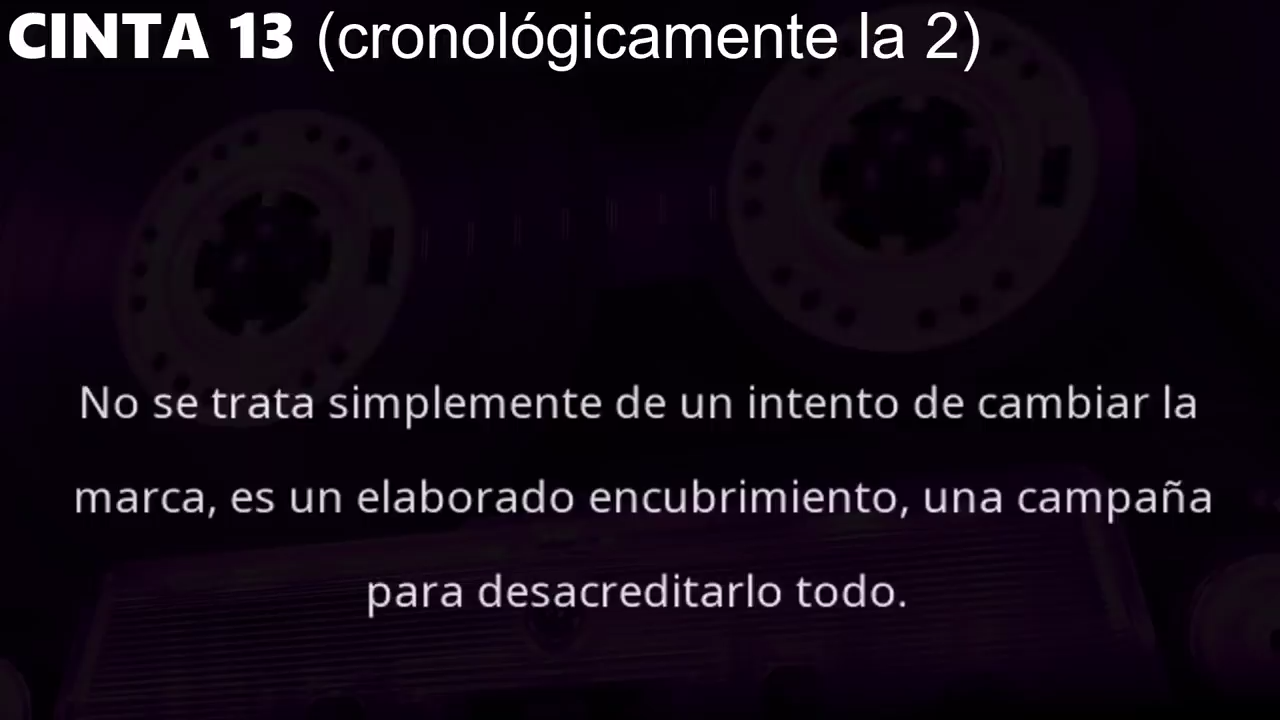 CINTA 13 (cronológicamente la 2)
No se trata simplemente de un intento de cambiar la
marca, es un elaborado encubrimiento, una campaña
para desacreditarlo todo.